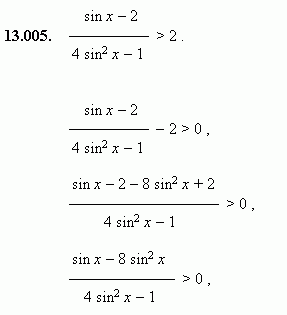 13.005. (sin x – 2)/(4 sin² x – 1) > 2 .
(sin x – 2)/(4 sin² x – 1) – 2 > 0 ,
(sin x – 2 – 8 sin² x + 2)/(4 sin² x – 1) > 0 ,
(sin x – 8 sin² x)/(4 sin² x – 1) > 0 ,